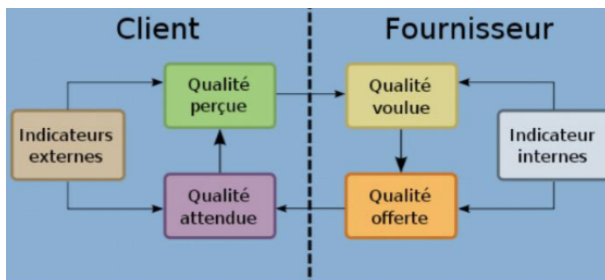 Client
Fournisseur
Qualité
perçue
Qualité
voulue
Indicateurs
externes
Indicateur
internes
Qualité
attendue
Qualité
offerte